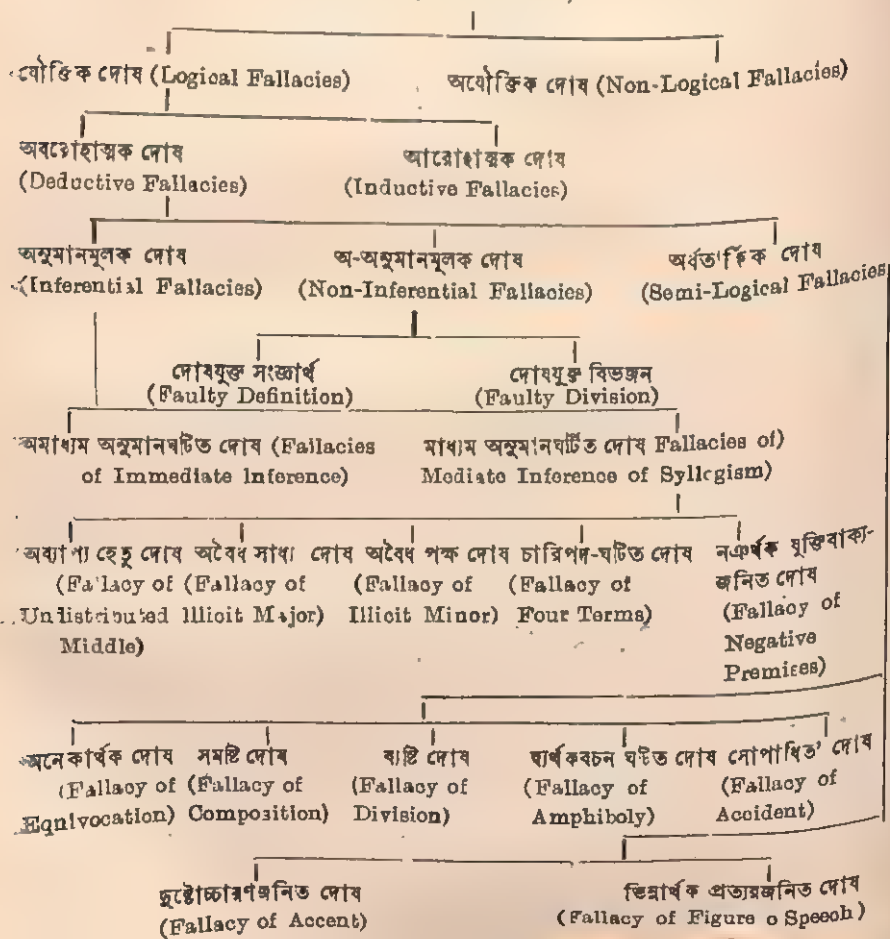 যৌক্তিক দোষ (Logical Fallacies) অযৌক্তিক দোষ (Non-Logical Fallacies)
অবরোহাত্মক দোষ আরোহাত্মক দোষ
(Deductive Fallacies) (Inductive Fallacies)
অনুমানমূলক দোষ অ-অনুমানমূলক দোষ অর্ধতার্কিক দোষ
(Inferential Fallacies) (Non-Inferential Fallacies) (Semi-Logical Fallacies
দোষযুক্ত সংজ্ঞার্থ দোষযুক্ত বিভাজন
(Faulty Definition) (Faulty Division)
অমাধ্যম অনুমানঘটিত দোষ (Fallacies মাধ্যম অনুমানঘটিত দোষ Fallacies of)
of Immediate Inference) Mediate Inference of Syllogism)
অব্যাপ্য হেতু দোষ অবৈধ সাধ্য দোষ অবৈধ পক্ষ দোষ চারিপদ-ঘটিত দোষ নঞর্থক যুক্তিবাক্য-
জনিত দোষ
(Fallacy of (Fallacy of (Fallacy of (Fallacy of (Fallacy of
Undistributed Illicit Major) Illicit Minor) Four Terms) Negative
Middle) Premises)
অনেকার্থক দোষ সমষ্টি দোষ ব্যষ্টি দোষ দ্ব্যর্থকবচন ঘটিত দোষ সোপাধিত' দোষ
(Fallacy of (Fallacy of (Fallacy of (Fallacy of (Fallacy of
Eqnivocation) Composition) Division) Amphiboly) Accident)
দুষ্টোচ্চারণজনিত দোষ ভিন্নার্থক প্রত্যয়জনিত দোষ
(Fallacy of Accent) (Fallacy of Figure o Speech)